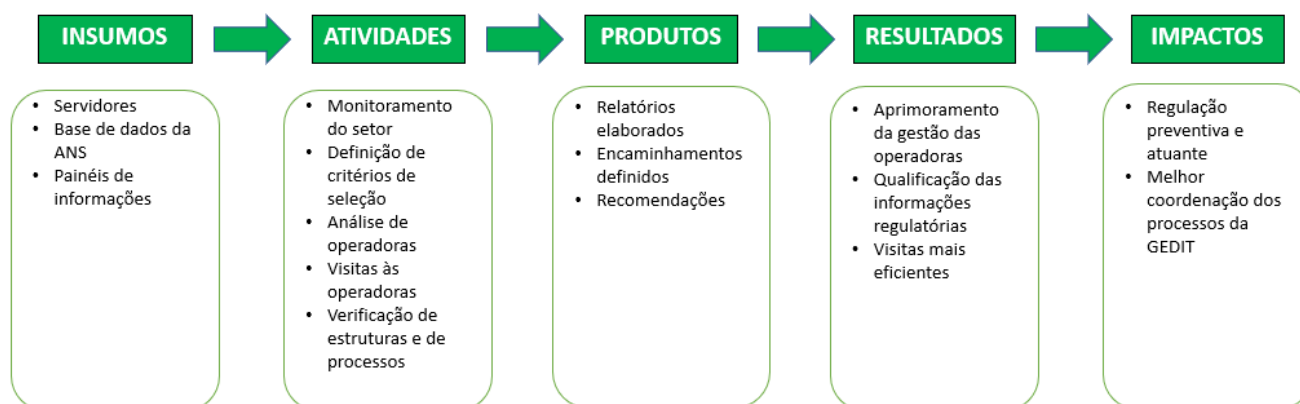 INSUMOS
ATIVIDADES
PRODUTOS
RESULTADOS
IMPACTOS
• Servidores
• Base de dados da
ANS
• Painéis de
informações
• Monitoramento
do setor
• Definição de
critérios de
seleção
• Análise de
operadoras
• Visitas às
operadoras
• Verificação de
estruturas e de
processos
• Relatórios
elaborados
• Encaminhamentos
definidos
• Recomendações
• Aprimoramento
da gestão das
operadoras
• Qualificação das
informações
regulatórias
• Visitas mais
eficientes
• Regulação
preventiva e
atuante
• Melhor
coordenação dos
processos da
GEDIT